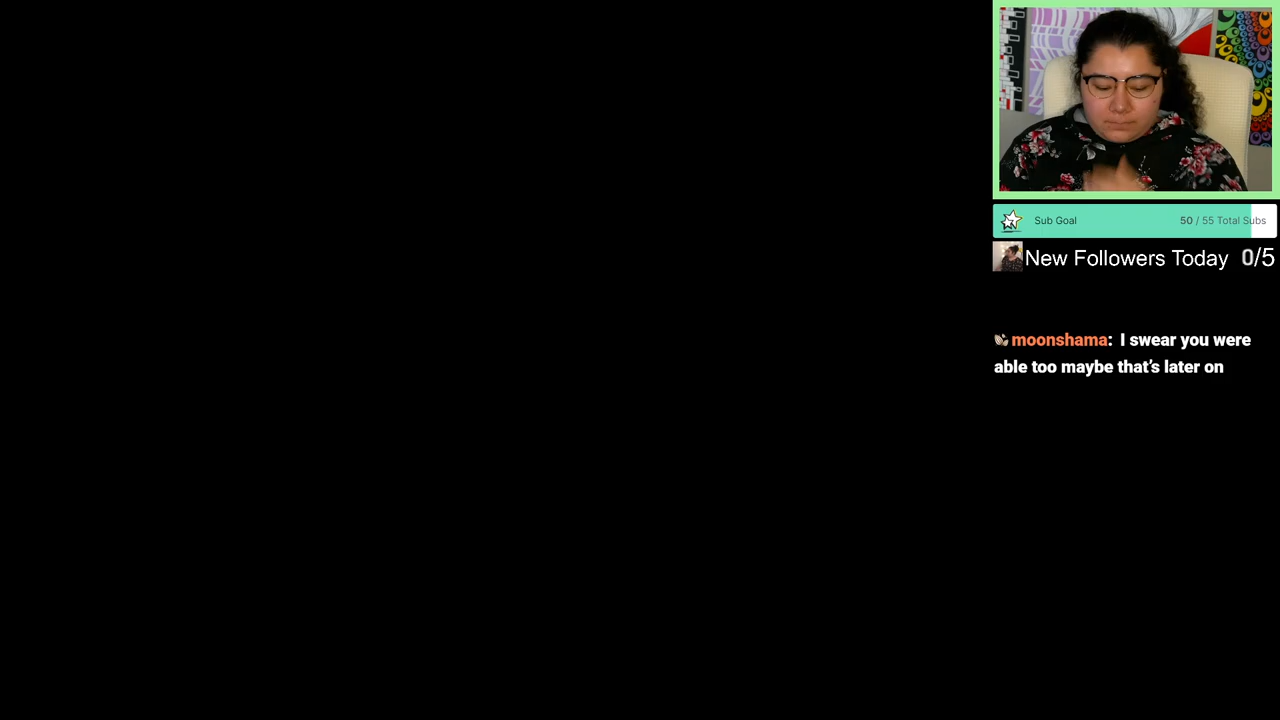 Sub Goal 50 / 55 Total Subs
New Followers Today 0/5
moonshama: I swear you were
able too maybe that's later on